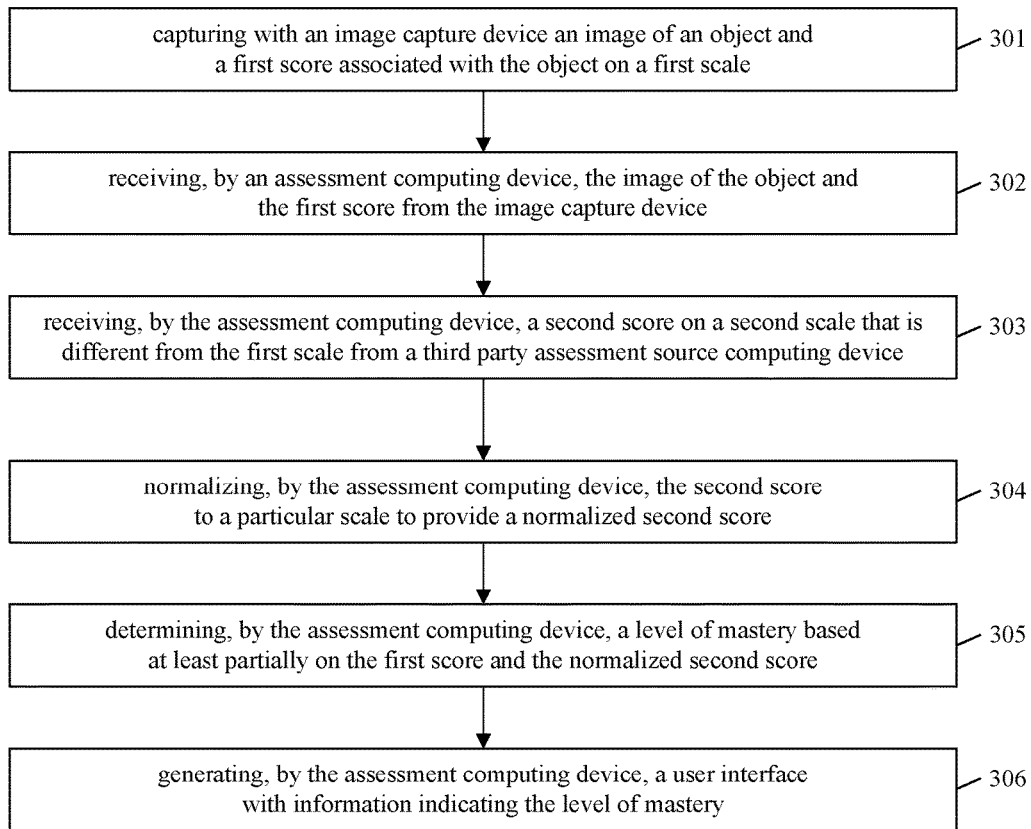 capturing with an image capture device an image of an object and
a first score associated with the object on a first scale
301
receiving, by an assessment computing device, the image of the object and
the first score from the image capture device
302
receiving, by the assessment computing device, a second score on a second scale that is
different from the first scale from a third party assessment source computing device
303
normalizing, by the assessment computing device, the second score
to a particular scale to provide a normalized second score
304
determining, by the assessment computing device, a level of mastery based
at least partially on the first score and the normalized second score
305
generating, by the assessment computing device, a user interface
with information indicating the level of mastery
306